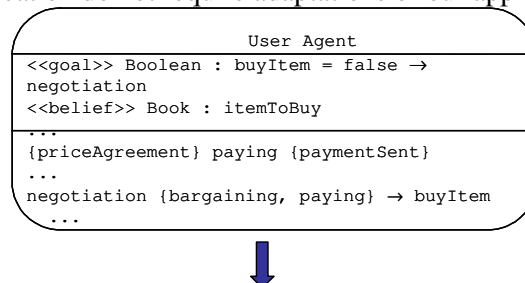 User Agent
<<goal>> Boolean : buyItem = false →
negotiation
<<belief>> Book : itemToBuy
...
{priceAgreement} paying {paymentSent}
...
negotiation {bargaining, paying} → buyItem
...